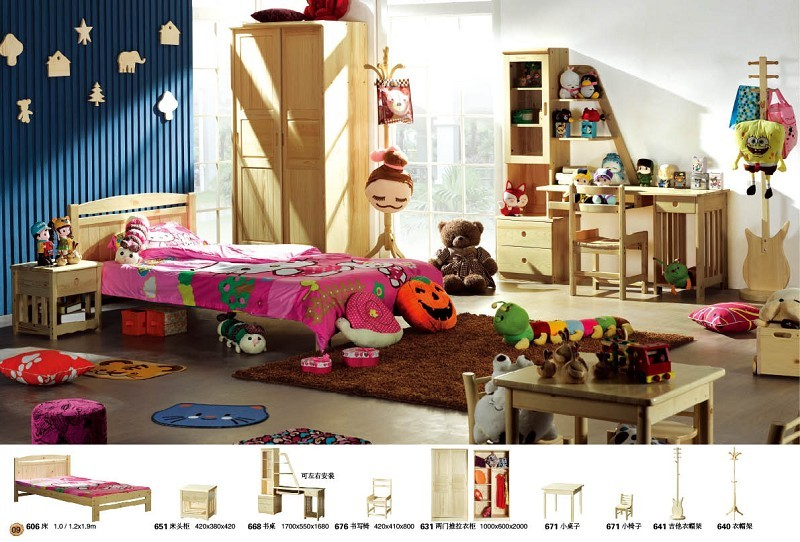 可左右安装
09 606 床 1.0 / 1.2x1.9m
651 床头柜 420x380x420
668 书桌 1700x550x1680
676 书写椅 420x410x800
631 两门推拉衣柜 1000x600x2000
671 小桌子
671 小椅子
641 吉他衣帽架
640 衣帽架